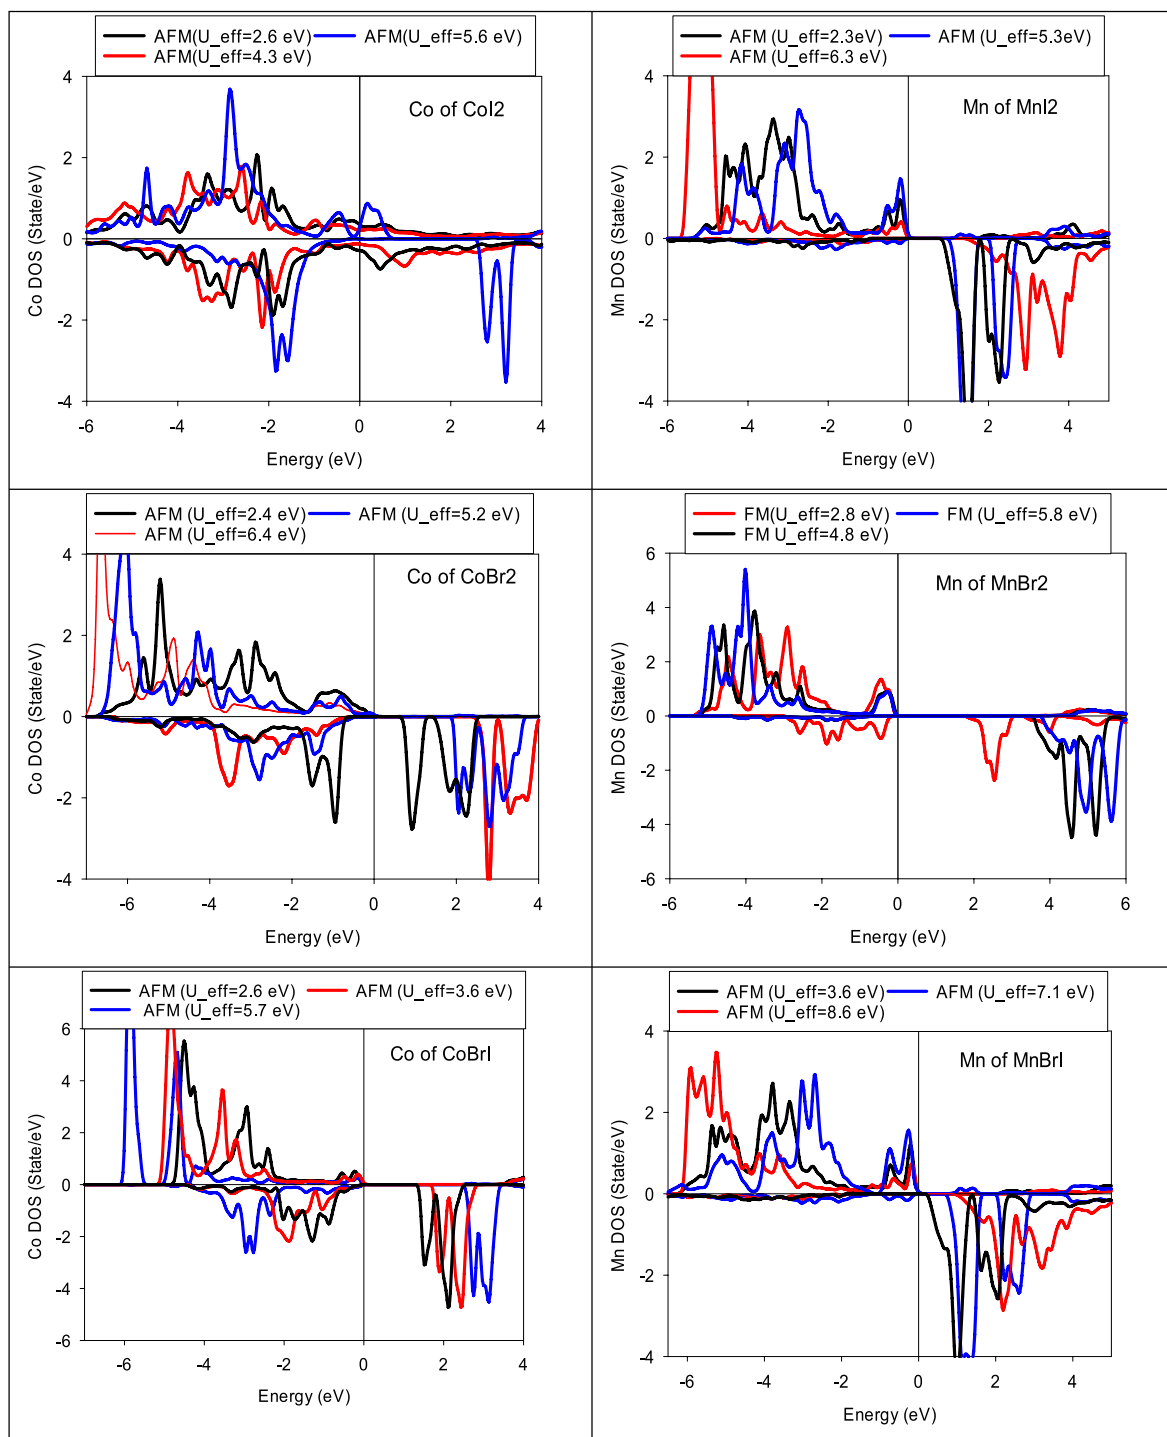 AFM(U_eff=2.6 eV) AFM(U_eff=5.6 eV)
AFM(U_eff=4.3 eV)
Co of CoI2
4
2
0
-2
-4
Co DOS (State/eV)
-6 -4 -2 0 2 4
Energy (eV)
AFM (U_eff=2.3eV) AFM (U_eff=5.3eV)
AFM (U_eff=6.3 eV)
Mn of MnI2
4
2
0
-2
-4
Mn DOS (State/eV)
-6 -4 -2 0 2 4
Energy (eV)
AFM (U_eff=2.4 eV) AFM (U_eff=5.2 eV)
AFM (U_eff=6.4 eV)
Co of CoBr2
4
2
0
-2
-4
Co DOS (State/eV)
-6 -4 -2 0 2 4
Energy (eV)
FM(U_eff=2.8 eV) FM (U_eff=5.8 eV)
FM U_eff=4.8 eV)
Mn of MnBr2
6
4
2
0
-2
-4
-6
Mn DOS (State/eV)
-6 -4 -2 0 2 4 6
Energy (eV)
AFM (U_eff=2.6 eV) AFM (U_eff=3.6 eV)
AFM (U_eff=5.7 eV)
Co of CoBrI
6
4
2
0
-2
-4
-6
Co DOS (State/eV)
-6 -4 -2 0 2 4
Energy (eV)
AFM (U_eff=3.6 eV) AFM (U_eff=7.1 eV)
AFM (U_eff=8.6 eV)
Mn of MnBrI
4
2
0
-2
-4
Mn DOS (State/eV)
-6 -4 -2 0 2 4
Energy (eV)